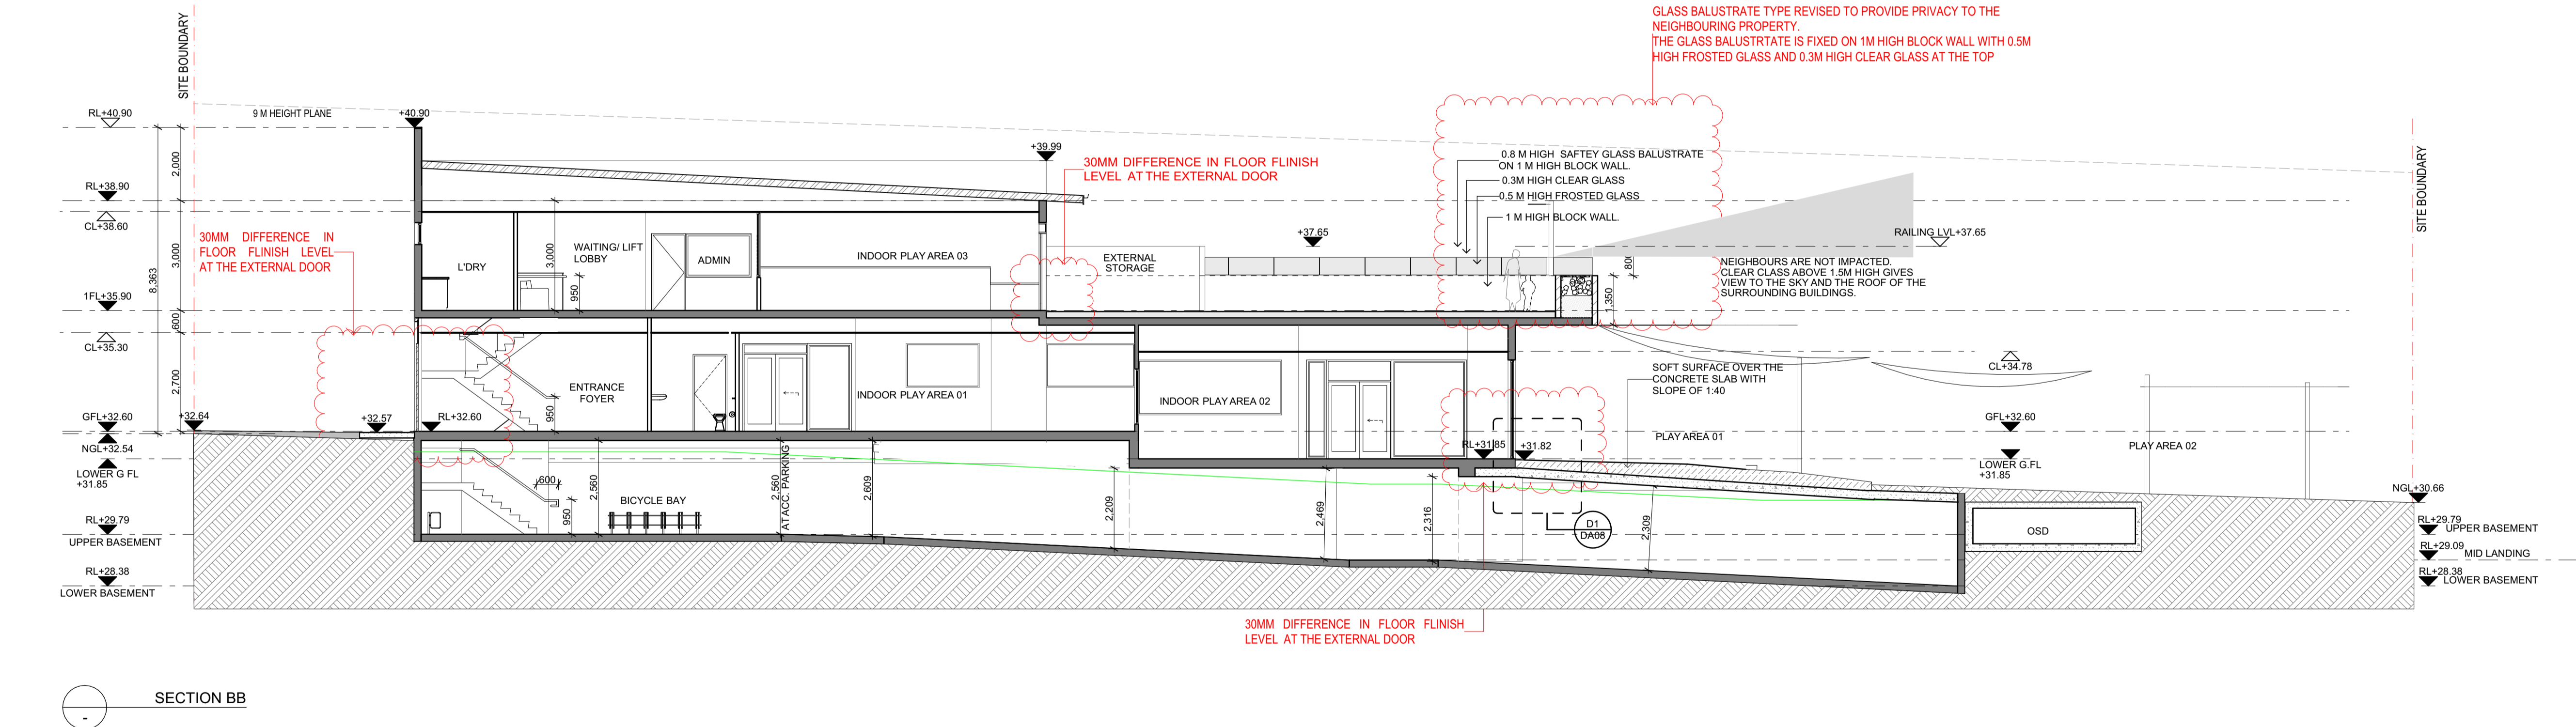 GLASS BALUSTRATE TYPE REVISED TO PROVIDE PRIVACY TO THE
NEIGHBOURING PROPERTY.
THE GLASS BALUSTRTATE IS FIXED ON 1M HIGH BLOCK WALL WITH 0.5M
HIGH FROSTED GLASS AND 0.3M HIGH CLEAR GLASS AT THE TOP
SITE BOUNDARY
RL+40.90
9 M HEIGHT PLANE
+40.90
2,000
+39.99
30MM DIFFERENCE IN FLOOR FLINISH
LEVEL AT THE EXTERNAL DOOR
0.8 M HIGH SAFTEY GLASS BALUSTRATE
ON 1 M HIGH BLOCK WALL.
0.3M HIGH CLEAR GLASS
0.5 M HIGH FROSTED GLASS
1 M HIGH BLOCK WALL.
SITE BOUNDARY
RL+38.90
CL+38.60
30MM DIFFERENCE IN
FLOOR FLINISH LEVEL
AT THE EXTERNAL DOOR
8,363
3,000
3,000
L'DRY
WAITING/ LIFT
LOBBY
950
ADMIN
INDOOR PLAY AREA 03
EXTERNAL
STORAGE
+37.65
RAILING LVL+37.65
800
1,350
NEIGHBOURS ARE NOT IMPACTED.
CLEAR CLASS ABOVE 1.5M HIGH GIVES
VIEW TO THE SKY AND THE ROOF OF THE
SURROUNDING BUILDINGS.
1FL+35.90
600
CL+35.30
2,700
ENTRANCE
FOYER
950
INDOOR PLAY AREA 01
INDOOR PLAY AREA 02
SOFT SURFACE OVER THE
CONCRETE SLAB WITH
SLOPE OF 1:40
CL+34.78
GFL+32.60
+32.64
+32.57
RL+32.60
NGL+32.54
LOWER G FL
+31.85
RL+31.85
+31.82
PLAY AREA 01
GFL+32.60
LOWER G.FL
+31.85
PLAY AREA 02
NGL+30.66
600
950
2,560
BICYCLE BAY
2,560
AT ACC. PARKING
2,609
2,209
2,469
2,316
D1
DA08
2,309
OSD
RL+29.79
UPPER BASEMENT
RL+29.79
UPPER BASEMENT
RL+29.09
MID LANDING
RL+28.38
LOWER BASEMENT
RL+28.38
LOWER BASEMENT
30MM DIFFERENCE IN FLOOR FLINISH
LEVEL AT THE EXTERNAL DOOR
SECTION BB
-